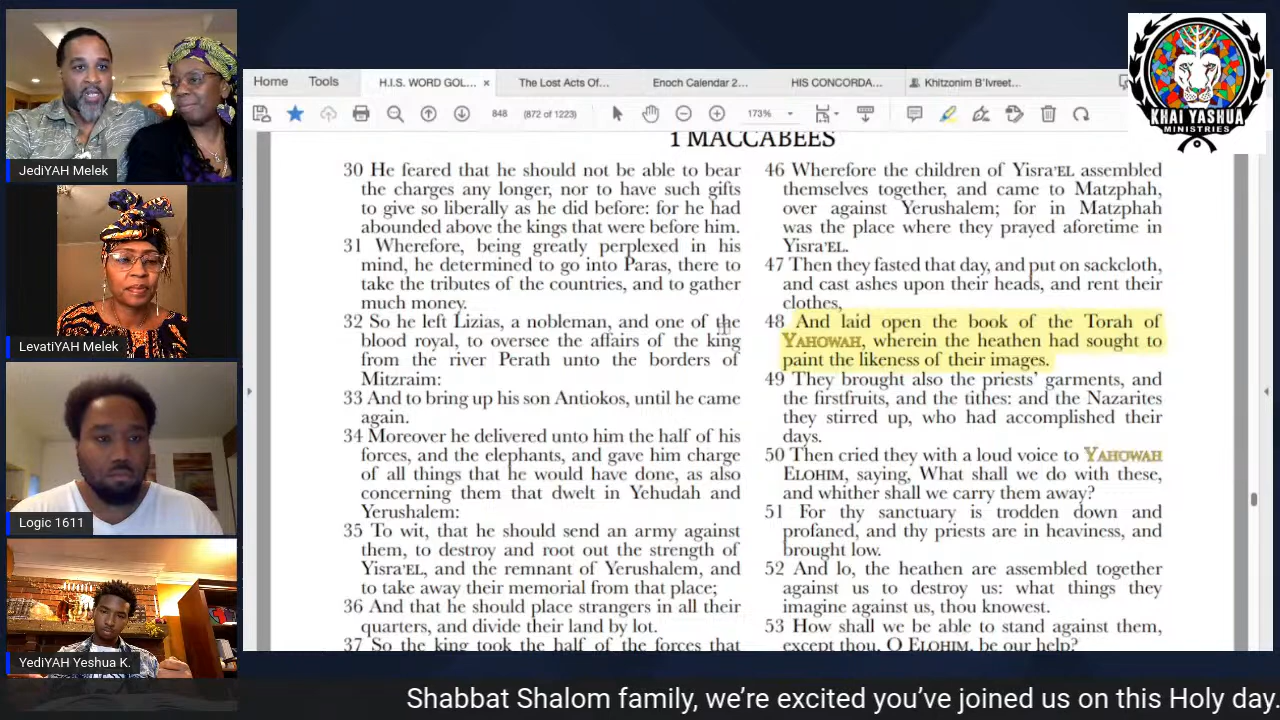 JediYAH Melek
LevatiYAH Melek
Logic 1611
YediYAH Yeshua K.
Home
Tools
H.I.S. WORD GOL...
×
The Lost Acts Of...
Enoch Calendar 2...
HIS CONCORDA...
Khitzonim B'Ivreet...
848
(872 of 1223)
173%
KHAI YASHUA
MINISTRIES
1 MACCABEES
30 He feared that he should not be able to bear
the charges any longer, nor to have such gifts
to give so liberally as he did before: for he had
abounded above the kings that were before him.
31 Wherefore, being greatly perplexed in his
mind, he determined to go into Paras, there to
take the tributes of the countries, and to gather
much money.
32 So he left Lizias, a nobleman, and one of the
blood royal, to oversee the affairs of the king
from the river Perath unto the borders of
Mitzraim:
33 And to bring up his son Antiokos, until he came
again.
34 Moreover he delivered unto him the half of his
forces, and the elephants, and gave him charge
of all things that he would have done, as also
concerning them that dwelt in Yehudah and
Yerushalem:
35 To wit, that he should send an army against
them, to destroy and root out the strength of
Yisra'EL, and the remnant of Yerushalem, and
to take away their memorial from that place;
36 And that he should place strangers in all their
quarters, and divide their land by lot.
37 So the king took the half of the forces that
46 Wherefore the children of Yisra'EL assembled
themselves together, and came to Matzphah,
over against Yerushalem; for in Matzphah
was the place where they prayed aforetime in
Yisra'EL.
47 Then they fasted that day, and put on sackcloth,
and cast ashes upon their heads, and rent their
clothes,
48 And laid open the book of the Torah of
YAHOWAH, wherein the heathen had sought to
paint the likeness of their images.
49 They brought also the priests' garments, and
the firstfruits, and the tithes: and the Nazarites
they stirred up, who had accomplished their
days.
50 Then cried they with a loud voice to YAHOWAH
ELOHIM, saying, What shall we do with these,
and whither shall we carry them away?
51 For thy sanctuary is trodden down and
profaned, and thy priests are in heaviness, and
brought low.
52 And lo, the heathen are assembled together
against us to destroy us: what things they
imagine against us, thou knowest.
53 How shall we be able to stand against them,
except thou, O ELOHIM, be our help?
Shabbat Shalom family, we're excited you've joined us on this Holy day.